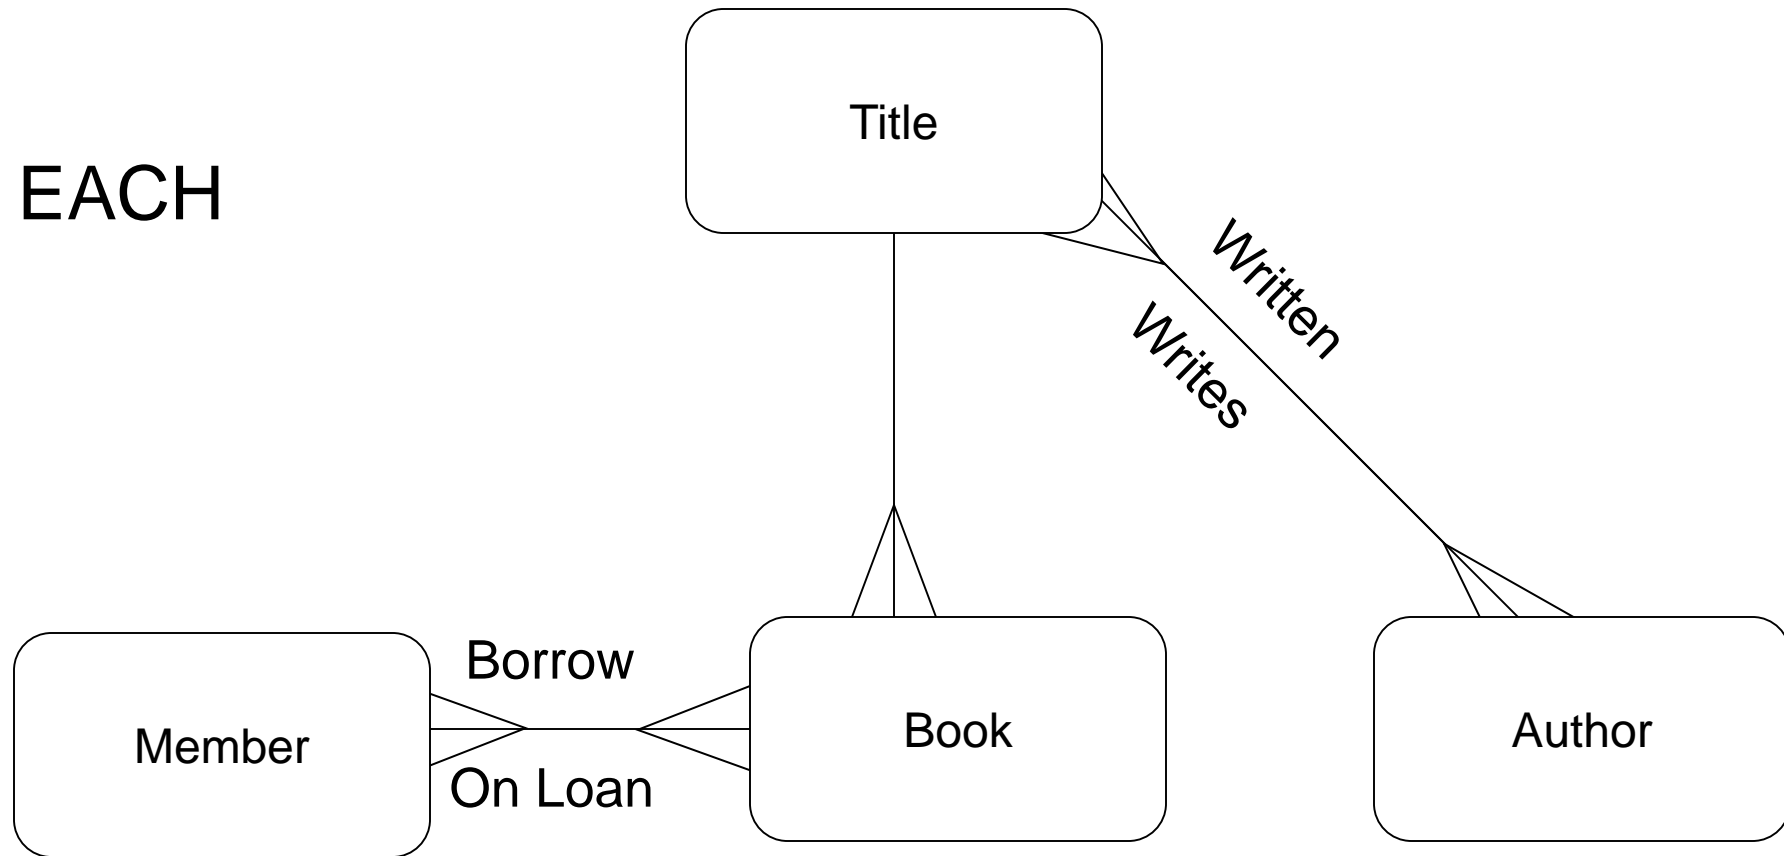 Title
EACH
Written
Writes
Borrow
Member
Book
Author
On Loan